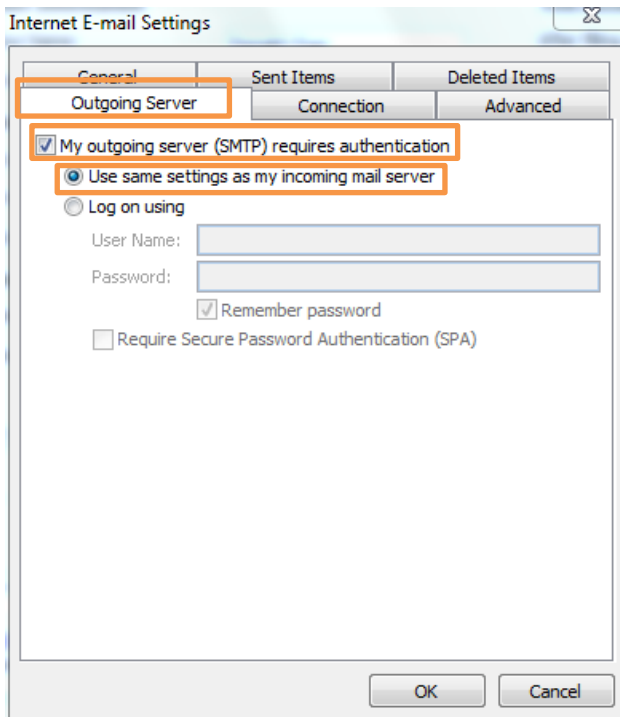 Internet E-mail Settings
General Sent Items Deleted Items
Outgoing Server Connection Advanced
My outgoing server (SMTP) requires authentication
Use same settings as my incoming mail server
Log on using
User Name:
Password:
Remember password
Require Secure Password Authentication (SPA)
OK Cancel